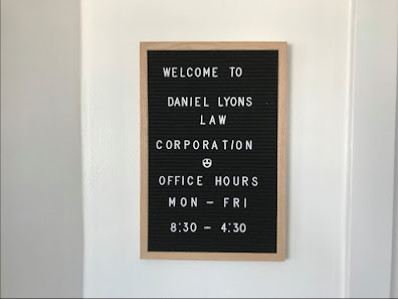 WELCOME TO
DANIEL LYONS
LAW
CORPORATION
OFFICE HOURS
MON - FRI
8:30 - 4:30